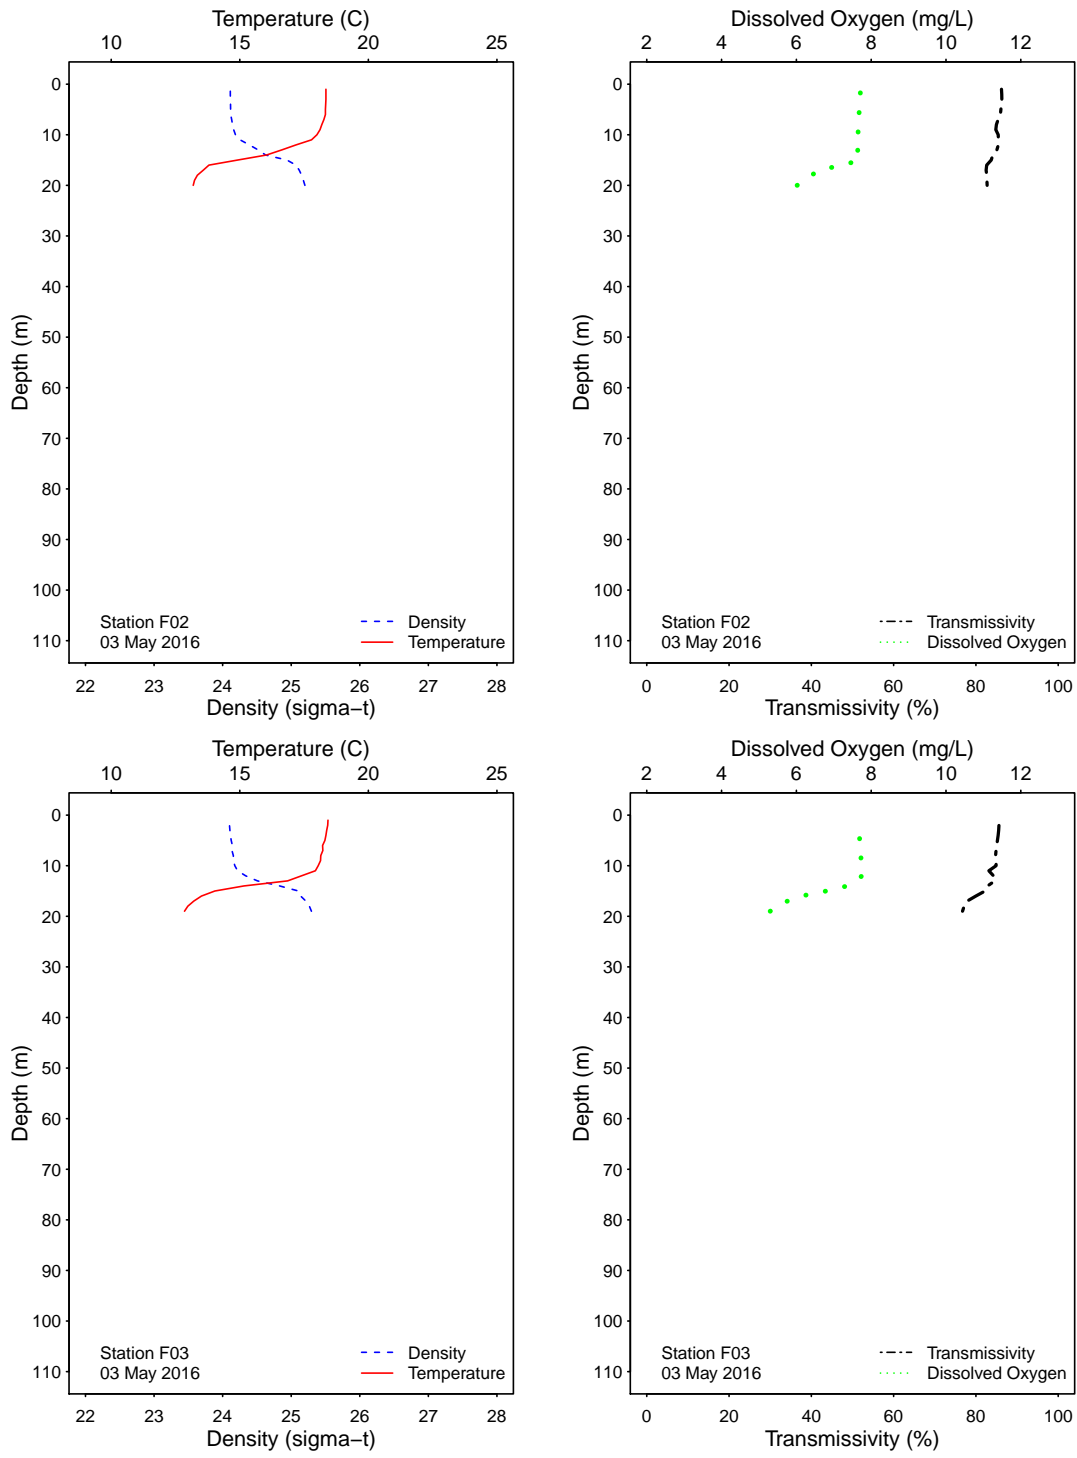 Temperature (C)
10 15 20 25
0
10
20
30
40
50
60
70
80
90
100
110
Depth (m)
Station F02
03 May 2016
Density
Temperature
22 23 24 25 26 27 28
Density (sigma−t)
Dissolved Oxygen (mg/L)
2 4 6 8 10 12
0
10
20
30
40
50
60
70
80
90
100
110
Depth (m)
Station F02
03 May 2016
Transmissivity
Dissolved Oxygen
0 20 40 60 80 100
Transmissivity (%)
Temperature (C)
10 15 20 25
0
10
20
30
40
50
60
70
80
90
100
110
Depth (m)
Station F03
03 May 2016
Density
Temperature
22 23 24 25 26 27 28
Density (sigma−t)
Dissolved Oxygen (mg/L)
2 4 6 8 10 12
0
10
20
30
40
50
60
70
80
90
100
110
Depth (m)
Station F03
03 May 2016
Transmissivity
Dissolved Oxygen
0 20 40 60 80 100
Transmissivity (%)